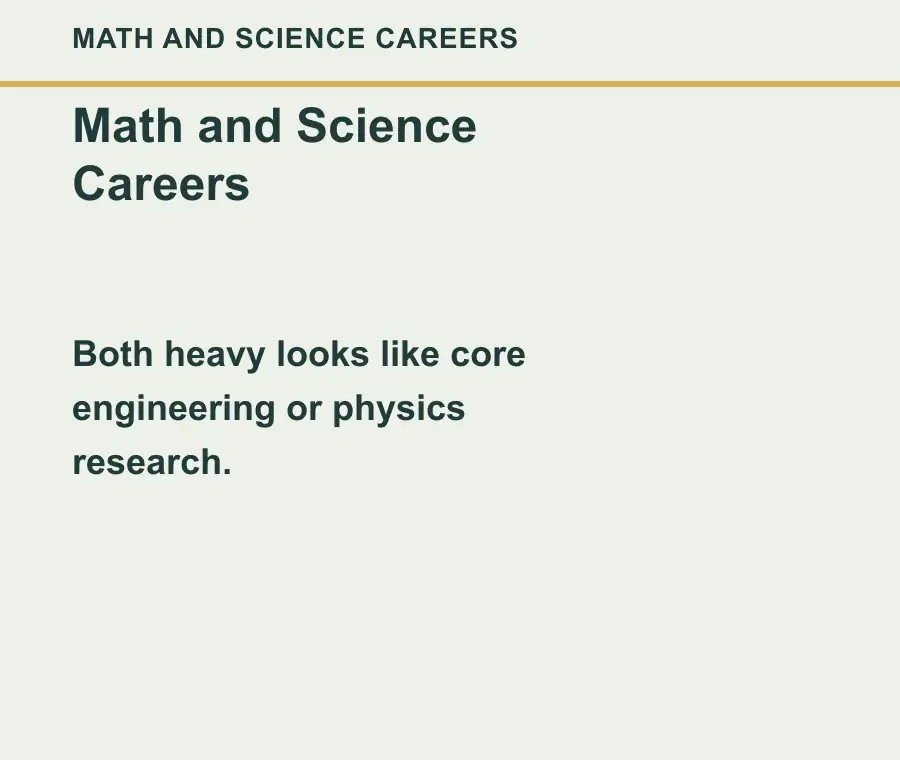 MATH AND SCIENCE CAREERS
Math and Science
Careers
Both heavy looks like core
engineering or physics
research.